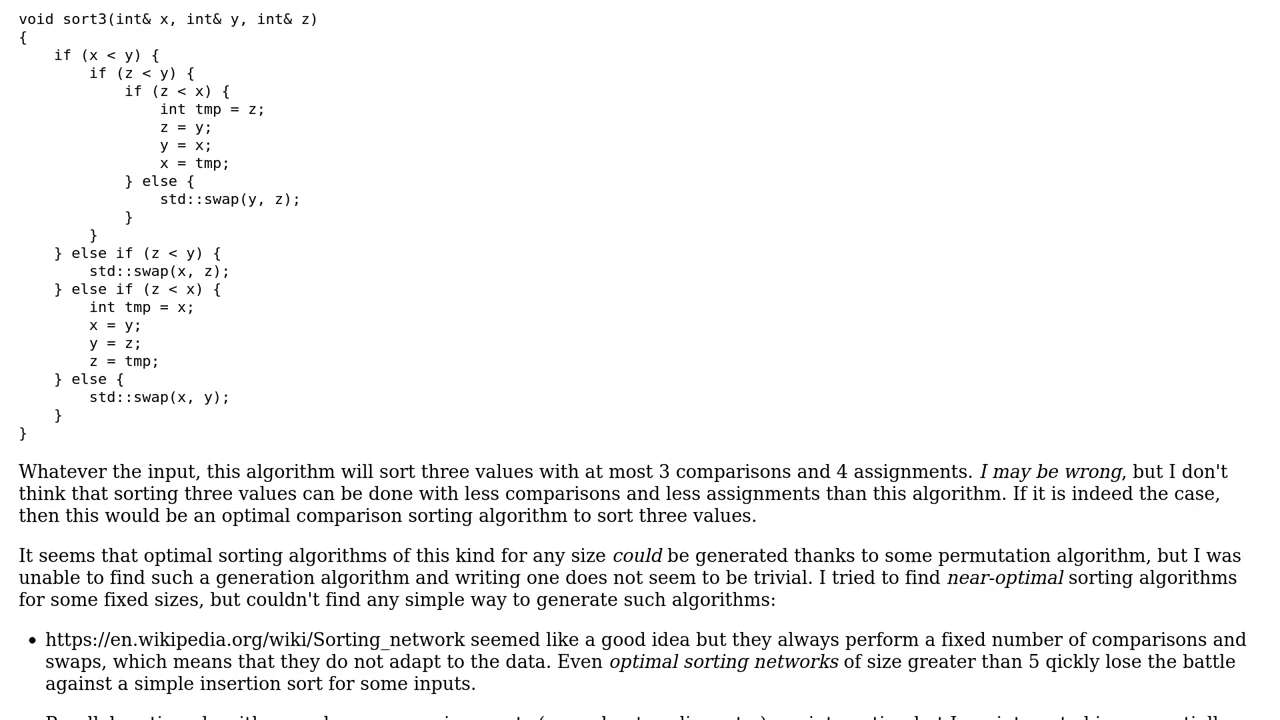 void sort3(int& x, int& y, int& z)
{
    if (x < y) {
        if (z < y) {
            if (z < x) {
                int tmp = z;
                z = y;
                y = x;
                x = tmp;
            } else {
                std::swap(y, z);
            }
        }
    } else if (z < y) {
        std::swap(x, z);
    } else if (z < x) {
        int tmp = x;
        x = y;
        y = z;
        z = tmp;
    } else {
        std::swap(x, y);
    }
}
Whatever the input, this algorithm will sort three values with at most 3 comparisons and 4 assignments. I may be wrong, but I don't
think that sorting three values can be done with less comparisons and less assignments than this algorithm. If it is indeed the case,
then this would be an optimal comparison sorting algorithm to sort three values.
It seems that optimal sorting algorithms of this kind for any size could be generated thanks to some permutation algorithm, but I was
unable to find such a generation algorithm and writing one does not seem to be trivial. I tried to find near-optimal sorting algorithms
for some fixed sizes, but couldn't find any simple way to generate such algorithms:
• https://en.wikipedia.org/wiki/Sorting_network seemed like a good idea but they always perform a fixed number of comparisons and
swaps, which means that they do not adapt to the data. Even optimal sorting networks of size greater than 5 qickly lose the battle
against a simple insertion sort for some inputs.